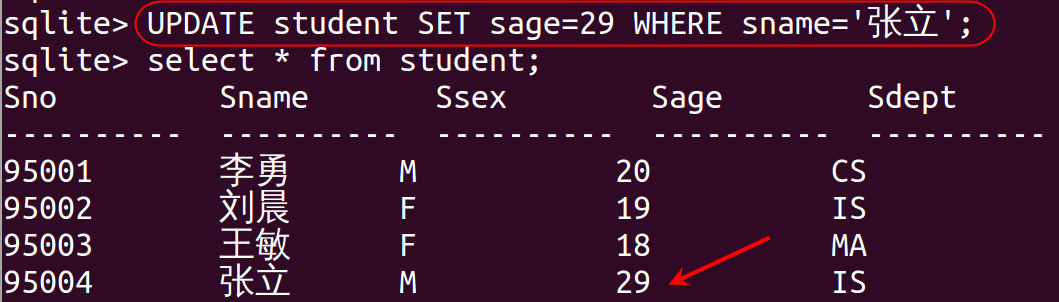 sqlite> UPDATE student SET sage=29 WHERE sname='张立';
sqlite> select * from student;
Sno         Sname       Ssex        Sage        Sdept
----------  ----------  ----------  ----------  ----------
95001       李勇      M           20          CS
95002       刘晨      F           19          IS
95003       王敏      F           18          MA
95004       张立      M           29          IS